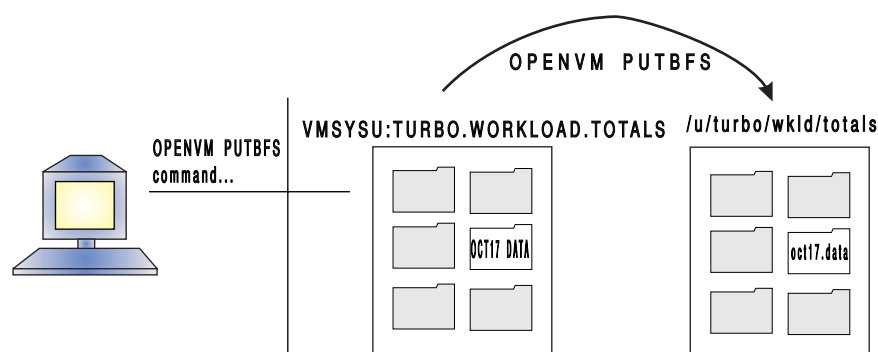 OPENVM PUTBFS
VMSYSU:TURBO.WORKLOAD.TOTALS
/u/turbo/wkld/totals
OPENVM PUTBFS
command...
OCT17 DATA
oct17.data